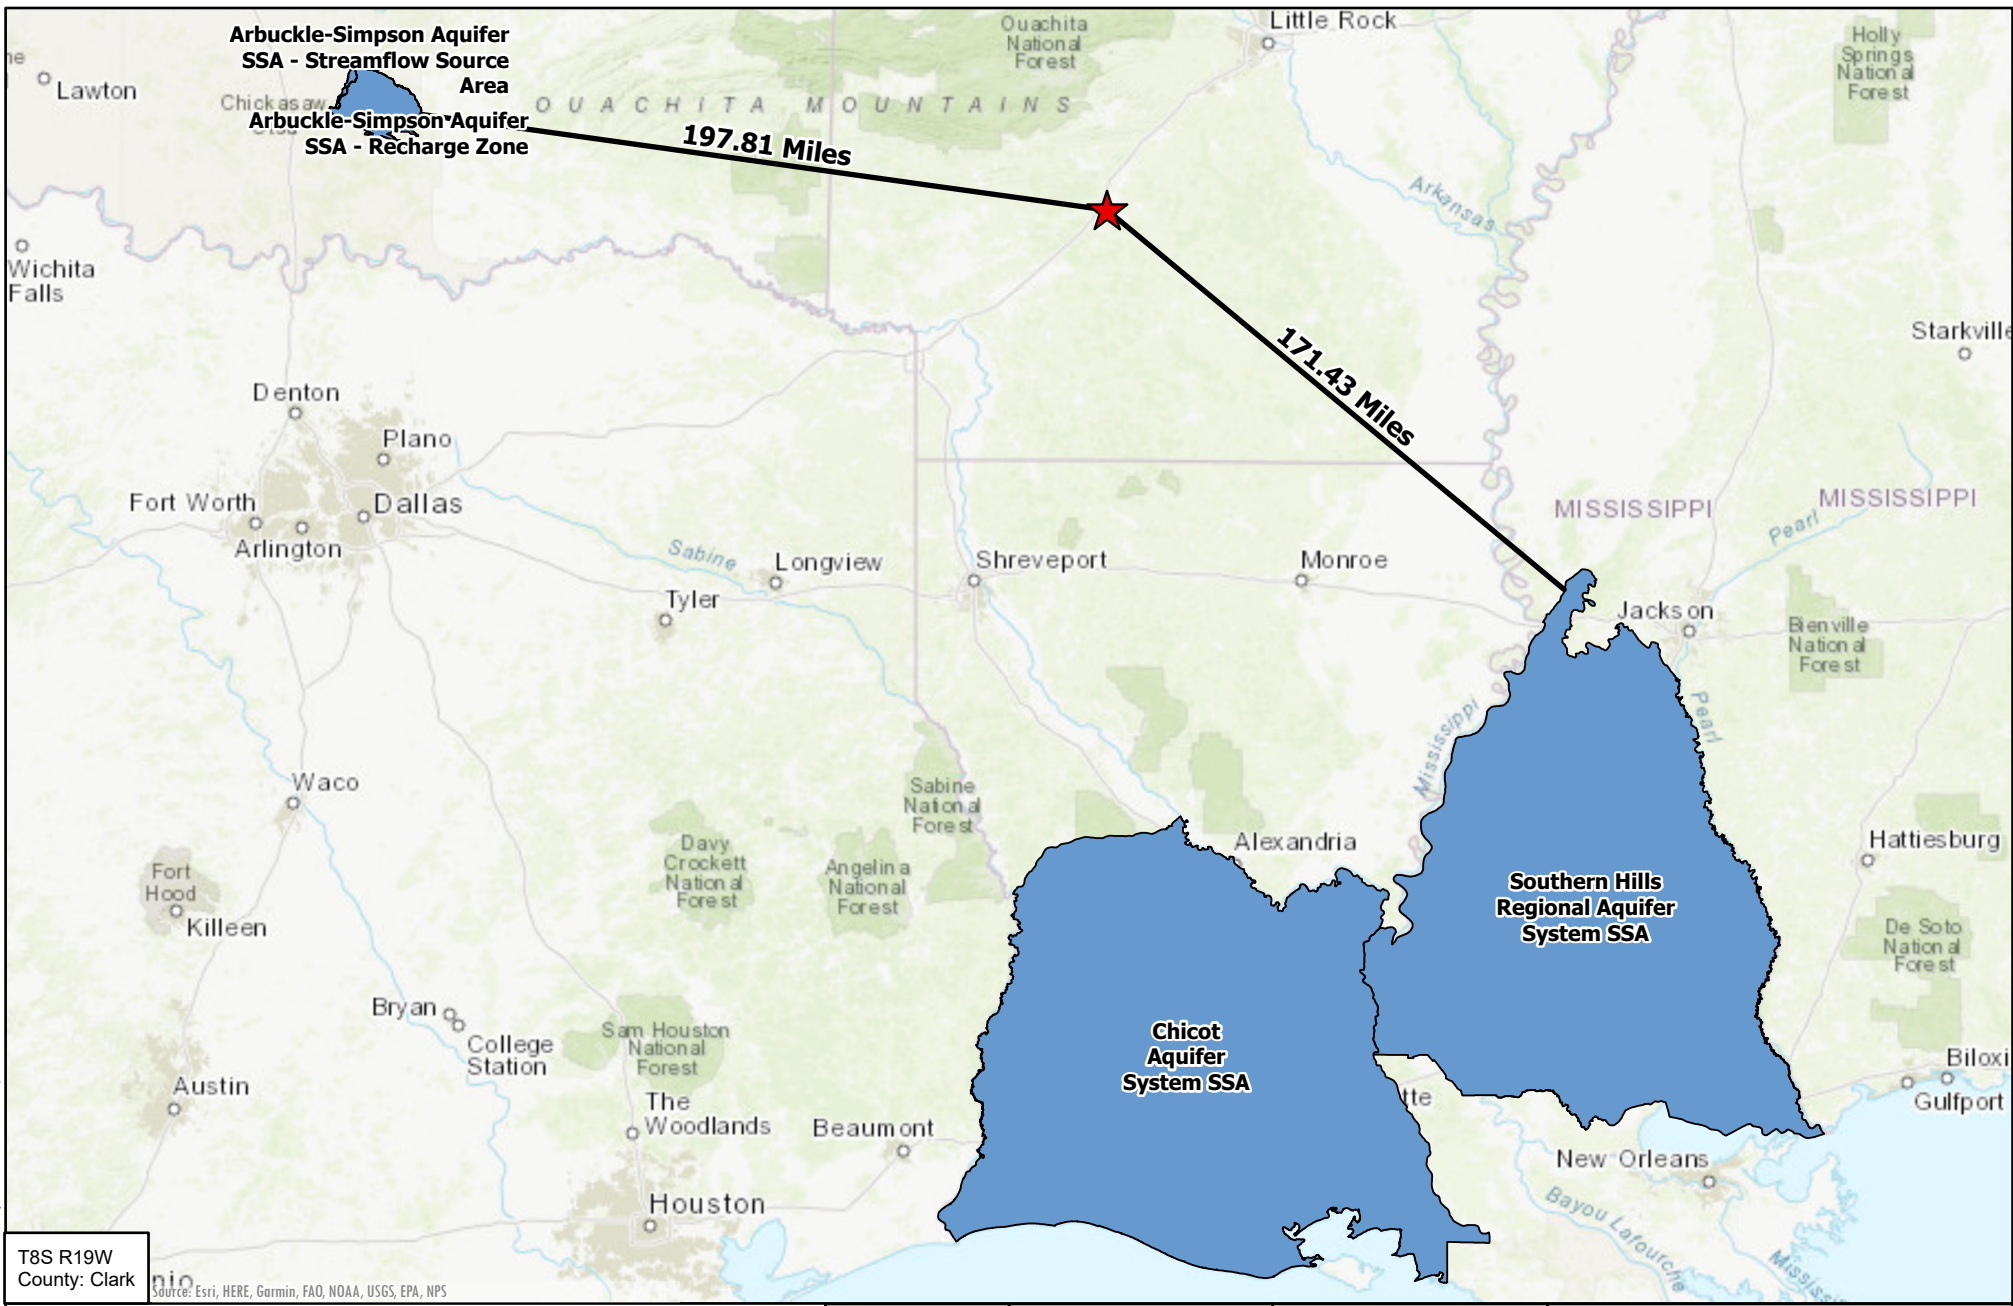 Arbuckle-Simpson Aquifer
SSA - Streamflow Source
Area
Arbuckle-Simpson Aquifer
SSA - Recharge Zone
Lawton
Chickasaw
OUACHITA MOUNTAINS
Ouachita
National
Forest
Little Rock
Holly
Springs
National
Forest
197.81 Miles
Arkansas
Wichita
Falls
171.43 Miles
Starkville
Denton
Plano
Fort Worth
Dallas
Arlington
MISSISSIPPI
MISSISSIPPI
Pearl
Sabine
Longview
Shreveport
Monroe
Tyler
Jackson
Bienville
National
Forest
Pearl
Mississippi
Waco
Sabine
National
Forest
Davy
Crockett
National
Forest
Angelina
National
Forest
Alexandria
Hattiesburg
Fort
Hood
Killeen
Southern Hills
Regional Aquifer
System SSA
De Soto
National
Forest
Bryan
College
Station
Sam Houston
National
Forest
Chicot
Aquifer
System SSA
Austin
The
Woodlands
Beaumont
tte
Biloxi
Gulfport
New Orleans
Houston
Bayou Lafourche
Mississi
T8S R19W
County: Clark
nio
Source: Esri, HERE, Garmin, FAO, NOAA, USGS, EPA, NPS